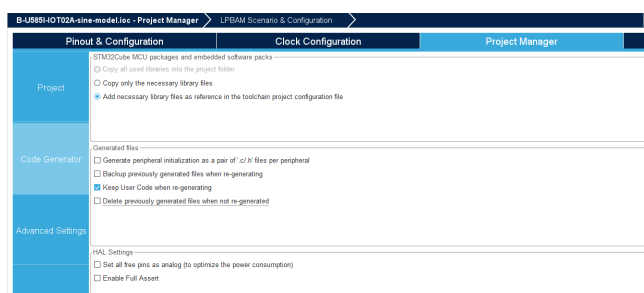 B-U585I-IOT02A-sine-model.ioc - Project Manager
LPBAM Scenario & Configuration
Pinout & Configuration
Clock Configuration
Project Manager
Project
Code Generator
Advanced Settings
STM32Cube MCU packages and embedded software packs
Copy all used libraries into the project folder
Copy only the necessary library files
Add necessary library files as reference in the toolchain project configuration file
Generated files
Generate peripheral initialization as a pair of '.c/.h' files per peripheral
Backup previously generated files when re-generating
Keep User Code when re-generating
Delete previously generated files when not re-generated
HAL Settings
Set all free pins as analog (to optimize the power consumption)
Enable Full Assert